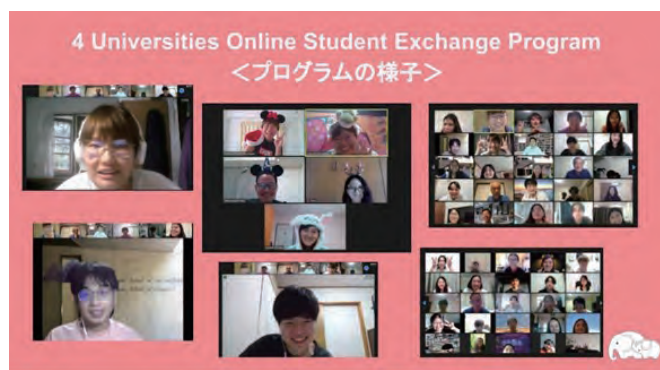 4 Universities Online Student Exchange Program
＜プログラムの様子＞